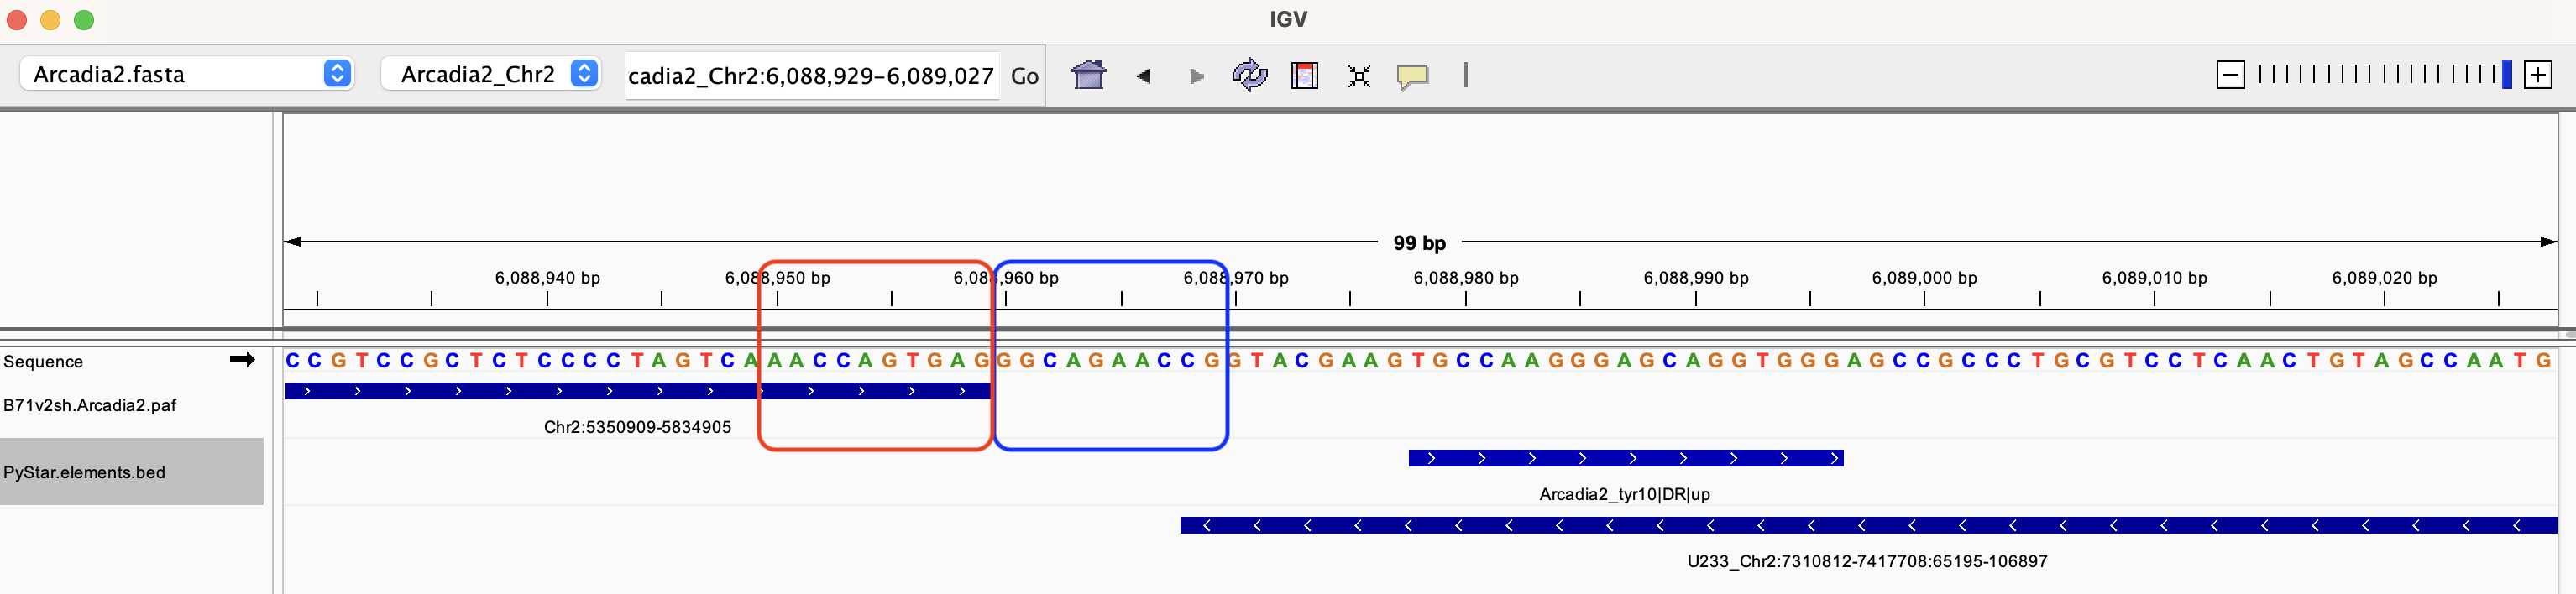 IGV
Arcadia2.fasta Arcadia2_Chr2 cadia2_Chr2:6,088,929-6,089,027 Go
99 bp
6,088,940 bp 6,088,950 bp 6,088,960 bp 6,088,970 bp 6,088,980 bp 6,088,990 bp 6,089,000 bp 6,089,010 bp 6,089,020 bp
Sequence CCGTCCGCTCTCCCCTAGTCAAACCAGTGAGGGCAGAACCGGTACGAAGTGCCAAGGGAGCAGGTGGGAGCCGCCCTGCGTCCTCAACTGTAGCCAATG
B71v2sh.Arcadia2.paf
Chr2:5350909-5834905
PyStar.elements.bed
Arcadia2_tyr10|DR|up
U233_Chr2:7310812-7417708:65195-106897